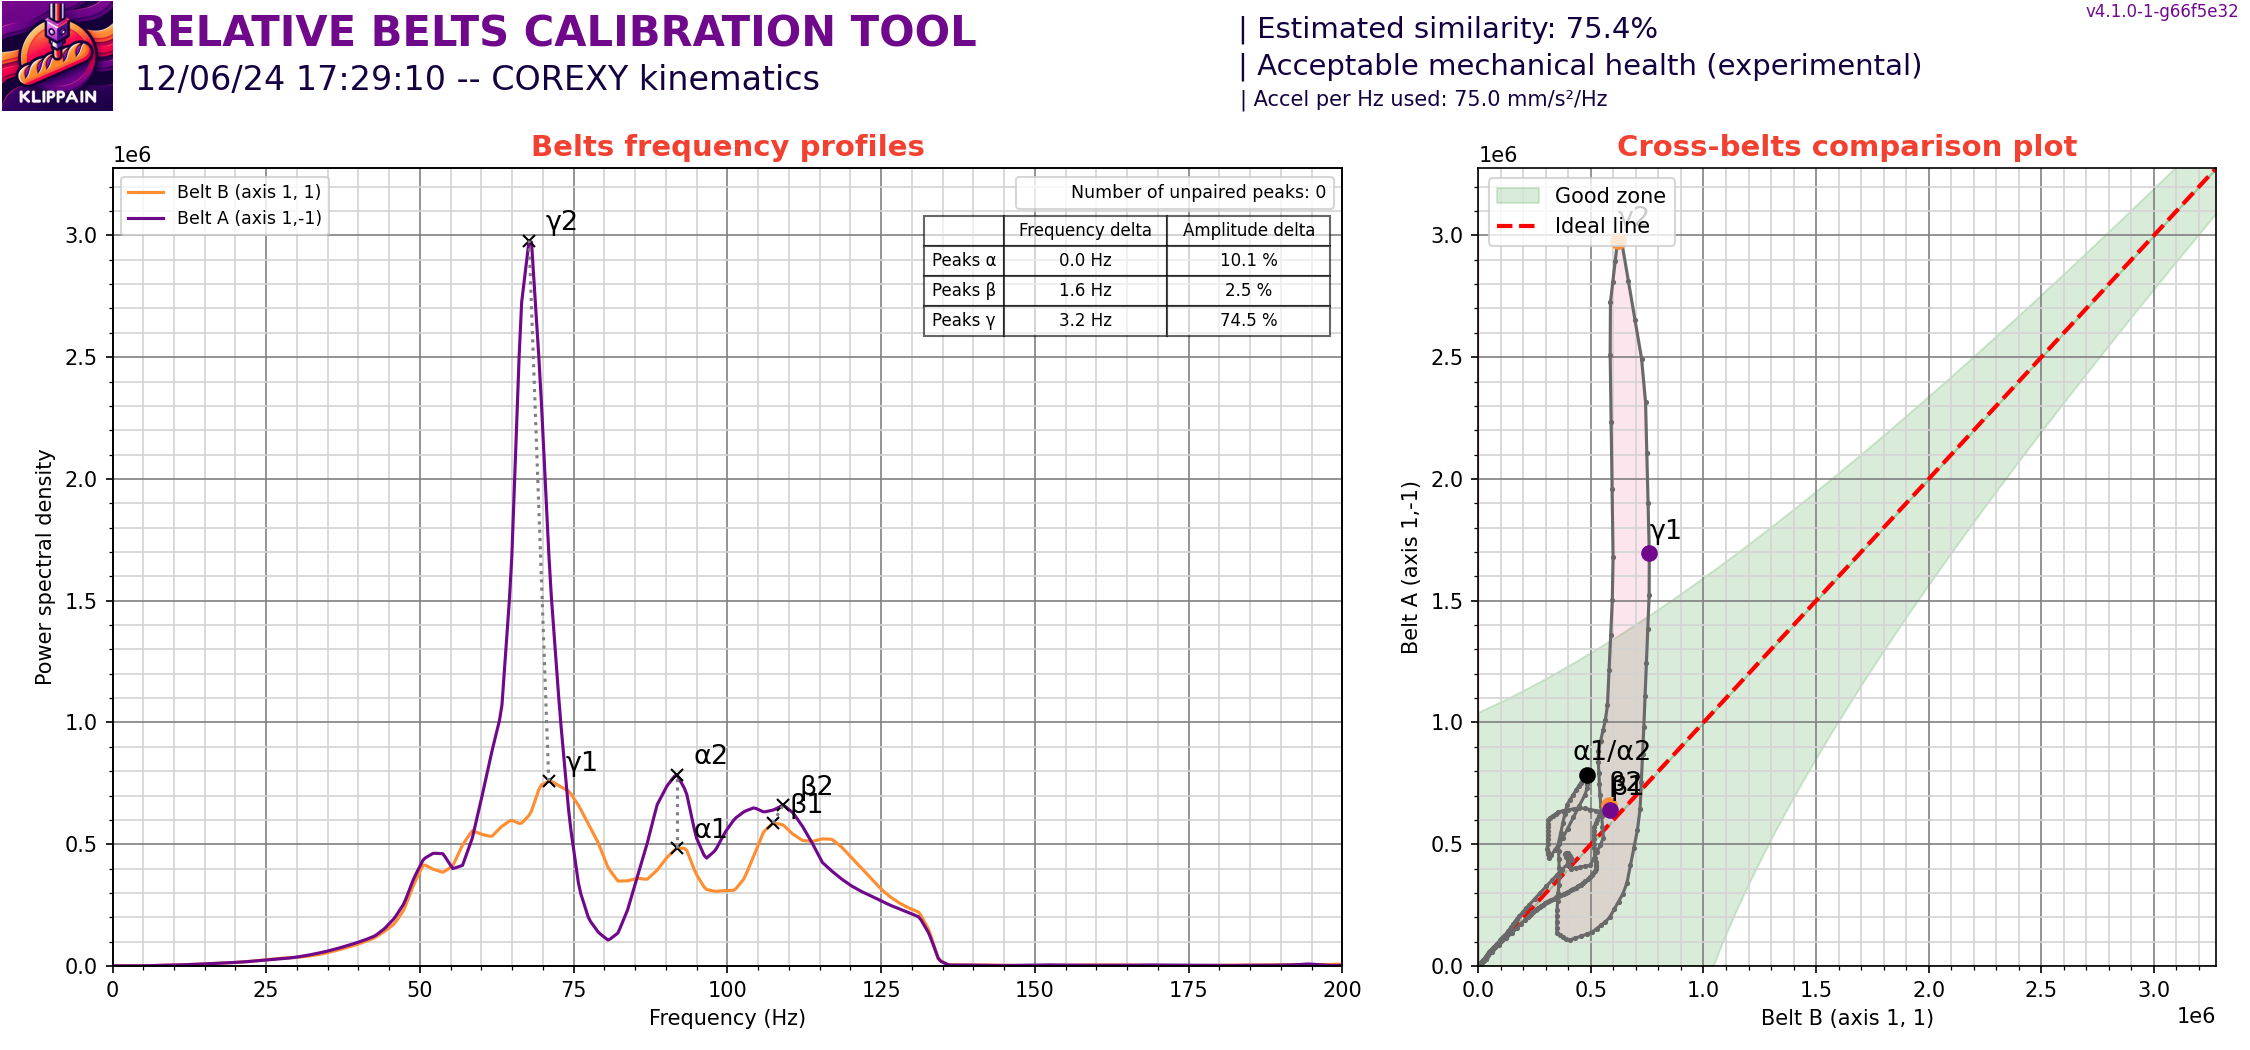 KLIPPAIN
RELATIVE BELTS CALIBRATION TOOL
12/06/24 17:29:10 -- COREXY kinematics
| Estimated similarity: 75.4%
| Acceptable mechanical health (experimental)
| Accel per Hz used: 75.0 mm/s²/Hz
v4.1.0-1-g66f5e32
Belts frequency profiles
1e6
Belt B (axis 1, 1)
Belt A (axis 1,-1)
Number of unpaired peaks: 0
Frequency delta Amplitude delta
Peaks α 0.0 Hz 10.1 %
Peaks β 1.6 Hz 2.5 %
Peaks γ 3.2 Hz 74.5 %
γ2
γ1
α2
α1
β2
β1
3.0
2.5
2.0
1.5
1.0
0.5
0.0
Power spectral density
0 25 50 75 100 125 150 175 200
Frequency (Hz)
Cross-belts comparison plot
1e6
Good zone
Ideal line
γ2
γ1
α1/α2
β2
β1
3.0
2.5
2.0
1.5
1.0
0.5
0.0
Belt A (axis 1,-1)
0.0 0.5 1.0 1.5 2.0 2.5 3.0
Belt B (axis 1, 1)
1e6